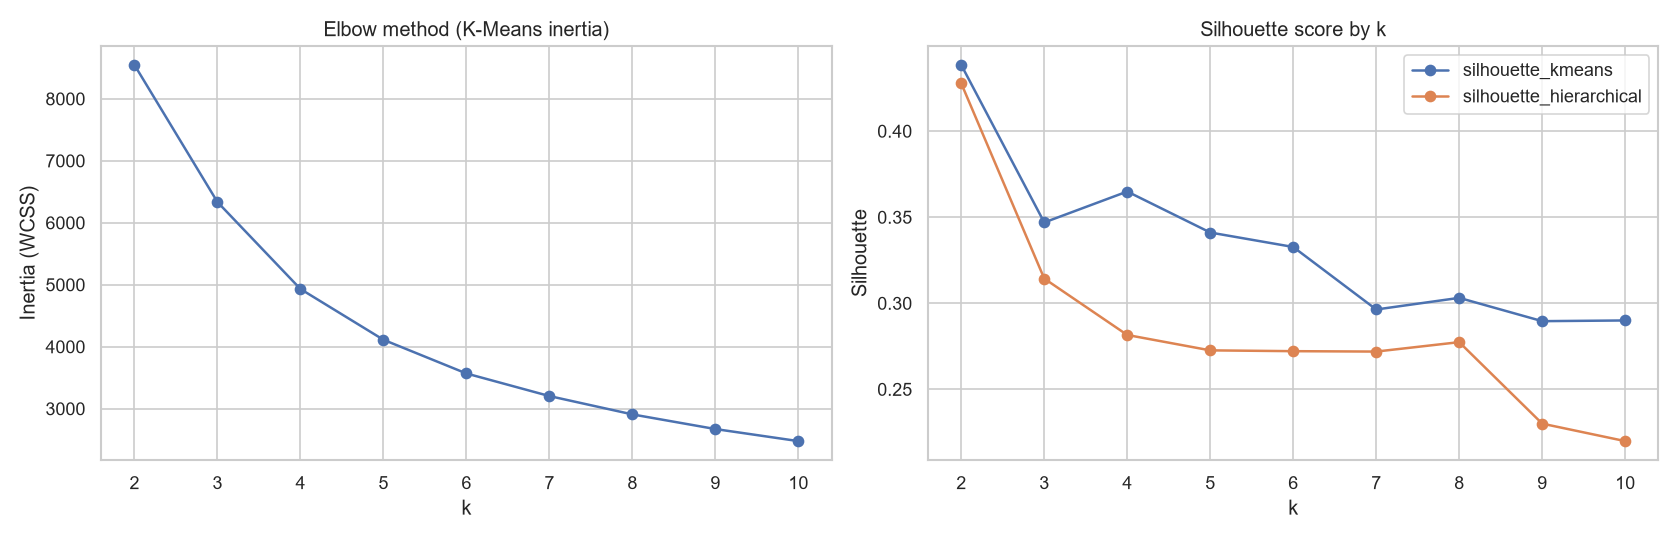 Elbow method (K-Means inertia)
Inertia (WCSS)
8000
7000
6000
5000
4000
3000
2 3 4 5 6 7 8 9 10
k
Silhouette score by k
silhouette_kmeans
silhouette_hierarchical
Silhouette
0.40
0.35
0.30
0.25
2 3 4 5 6 7 8 9 10
k